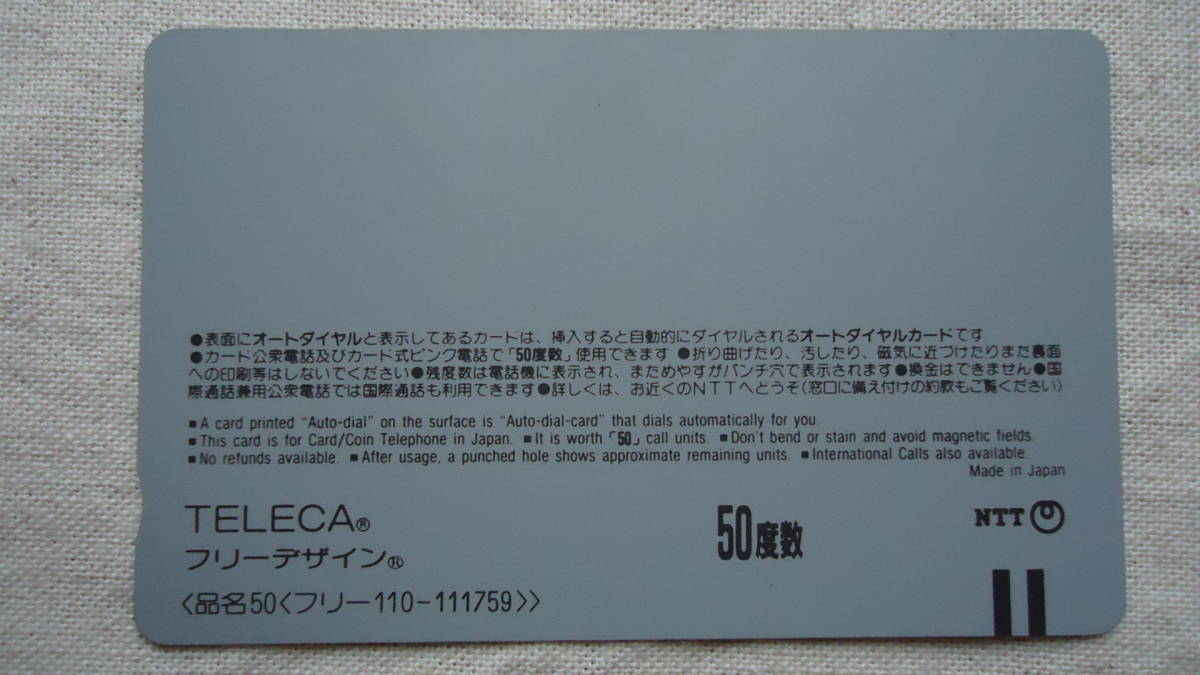 ●表面にオートダイヤルと表示してあるカードは、挿入すると自動的にダイヤルされるオートダイヤルカードです
●カード公衆電話及びカード式ピンク電話で「50度数」使用できます ●折り曲げたり、汚したり、磁気に近づけたりまた裏面
への印刷等はしないでください●残度数は電話機に表示され、まためやすがパンチ穴で表示されます●換金はできません●国
際通話兼用公衆電話では国際通話も利用できます●詳しくは、お近くのNTTへとうぞ(窓口に備え付けの約款もご覧ください)
■A card printed "Auto-dial" on the surface is "Auto-dial-card" that dials automatically for you.
■This card is for Card/Coin Telephone in Japan. ■It is worth「50」call units. ■Don't bend or stain and avoid magnetic fields.
■No refunds available. ■After usage, a punched hole shows approximate remaining units. ■International Calls also available.
Made in Japan
TELECA®
フリーデザイン®
50度数
NTT
〈品名50〈フリー110-111759〉〉